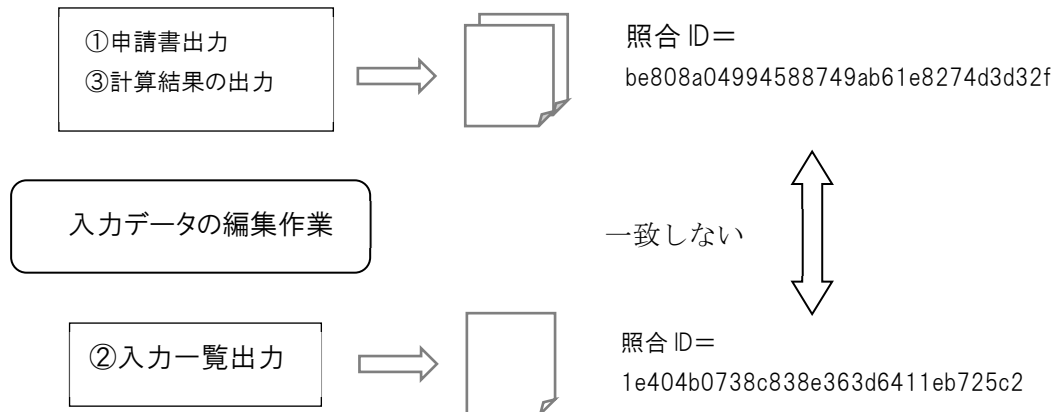 ①申請書出力
③計算結果の出力
照合 ID＝
be808a04994588749ab61e8274d3d32f
入力データの編集作業
一致しない
②入力一覧出力
照合 ID＝
1e404b0738c838e363d6411eb725c2